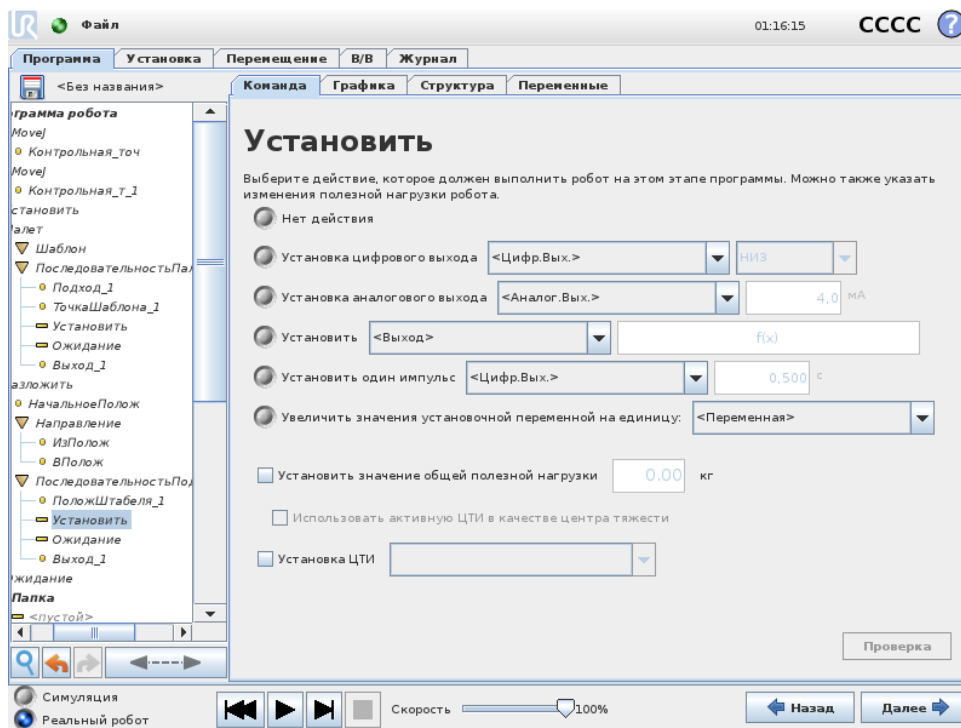 UR Файл 01:16:15 CCCC ?
Программа Установка Перемещение В/В Журнал
<Без названия>
Команда Графика Структура Переменные
ограмма робота
MoveJ
Контрольная_точ
MoveJ
Контрольная_т_1
становить
алет
Шаблон
ПоследовательностьПал
Подход_1
ТочкаШаблона_1
Установить
Ожидание
Выход_1
азложить
НачальноеПолож
Направление
ИзПолож
ВПолож
ПоследовательностьПод
ПоложШтабеля_1
Установить
Ожидание
Выход_1
жидание
Папка
<пустой>
Установить
Выберите действие, которое должен выполнить робот на этом этапе программы. Можно также указать
изменения полезной нагрузки робота.
Нет действия
Установка цифрового выхода <Цифр.Вых.> НИЗ
Установка аналогового выхода <Аналог.Вых.> 4,0 мА
Установить <Выход> f(x)
Установить один импульс <Цифр.Вых.> 0,500 с
Увеличить значения установочной переменной на единицу: <Переменная>
Установить значение общей полезной нагрузки 0.00 кг
Использовать активную ЦТИ в качестве центра тяжести
Установка ЦТИ
Проверка
Симуляция
Реальный робот
Скорость 100%
Назад Далее